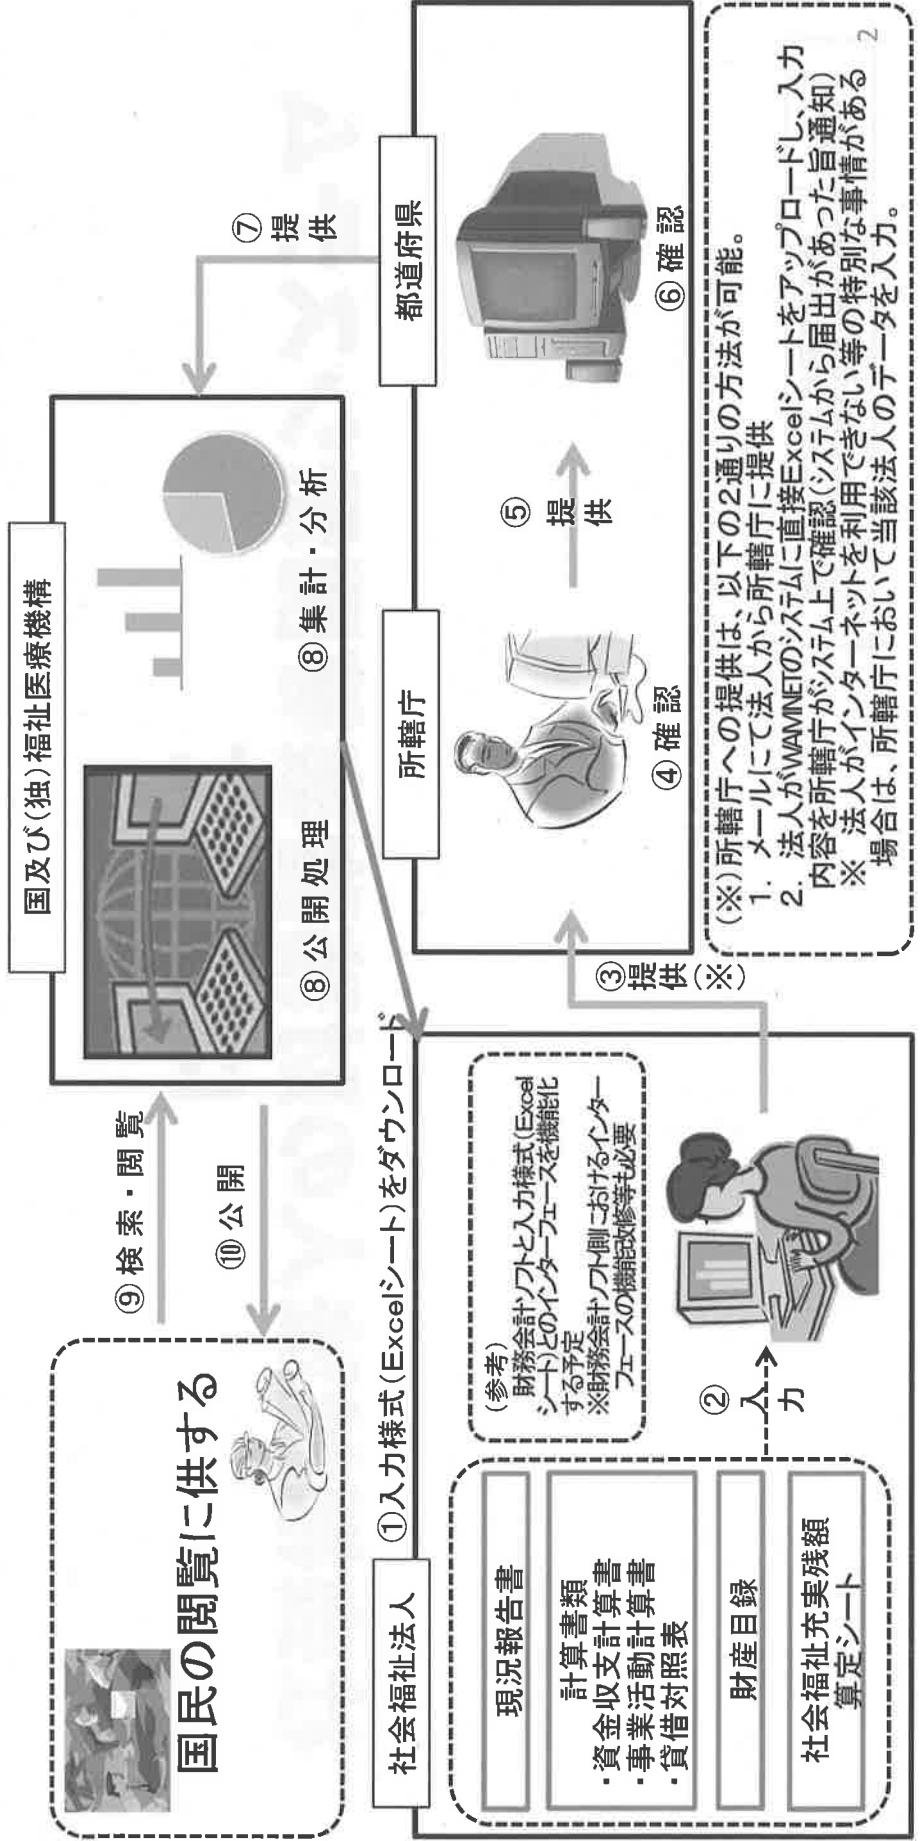 国民の閲覧に供する
⑨検索・閲覧
⑩公開
国及び(独)福祉医療機構
⑧公開処理
⑧集計・分析
⑦
提
供
①入力様式(Excelシート)をダウンロード
社会福祉法人
現況報告書
計算書類
・資金収支計算書
・事業活動計算書
・貸借対照表
財産目録
社会福祉充実残額
算定シート
②
入
力
(参考)
財務会計ソフトと入力様式(Excel
シート)とのインターフェースを機能化
する予定
※財務会計ソフト側におけるインター
フェースの機能改修等も必要
③提
供
(※)
所轄庁
④確認
⑤
提
供
都道府県
⑥確認
(※)所轄庁への提供は、以下の2通りの方法が可能。
1. メールにて法人から所轄庁に提供
2. 法人がWAMNETのシステムに直接Excelシートをアップロードし、入力
内容を所轄庁がシステム上で確認(システムから届出があった旨通知)
※ 法人がインターネットを利用できない等の特別な事情がある
場合は、所轄庁において当該法人のデータを入力。
2